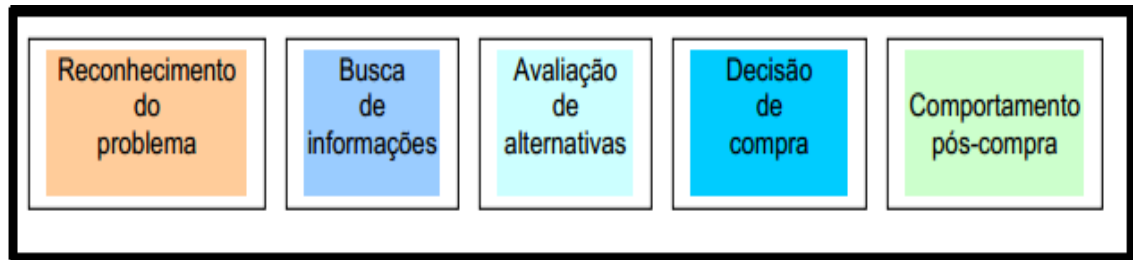 Reconhecimento
do
problema
Busca
de
informações
Avaliação
de
alternativas
Decisão
de
compra
Comportamento
pós-compra